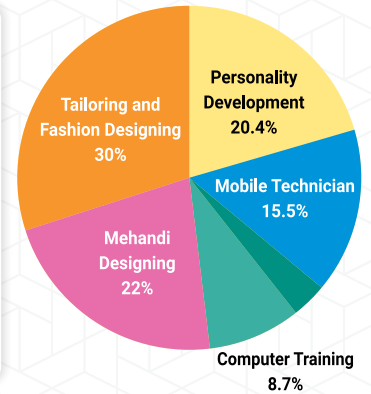 Personality
Development
20.4%
Tailoring and
Fashion Designing
30%
Mobile Technician
15.5%
Mehandi
Designing
22%
Computer Training
8.7%